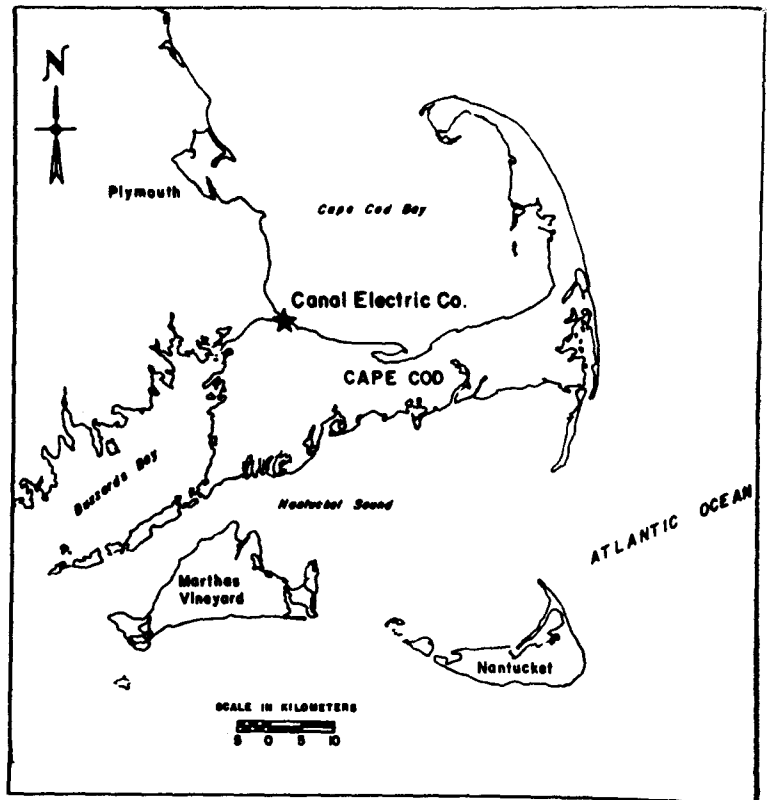 N
Plymouth
Cape Cod Bay
Canal Electric Co.
CAPE COD
Buzzards Bay
Nantucket Sound
ATLANTIC OCEAN
Marthas
Vineyard
Nantucket
SCALE IN KILOMETERS
5 0 5 10